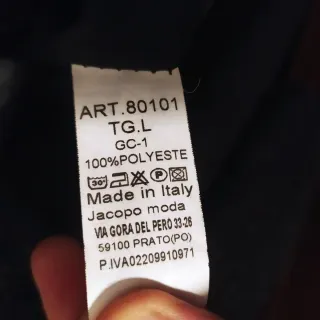 ART.80101
TG.L
GC-1
100%POLYESTE
30° P
Made in Italy
Jacopo moda
VIA GORA DEL PERO 33-26
59100 PRATO(PO)
P.IVA02209910971